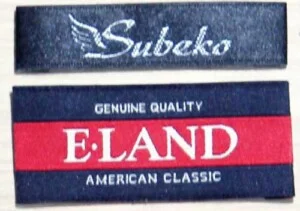 Subeko
GENUINE QUALITY
E·LAND
AMERICAN CLASSIC